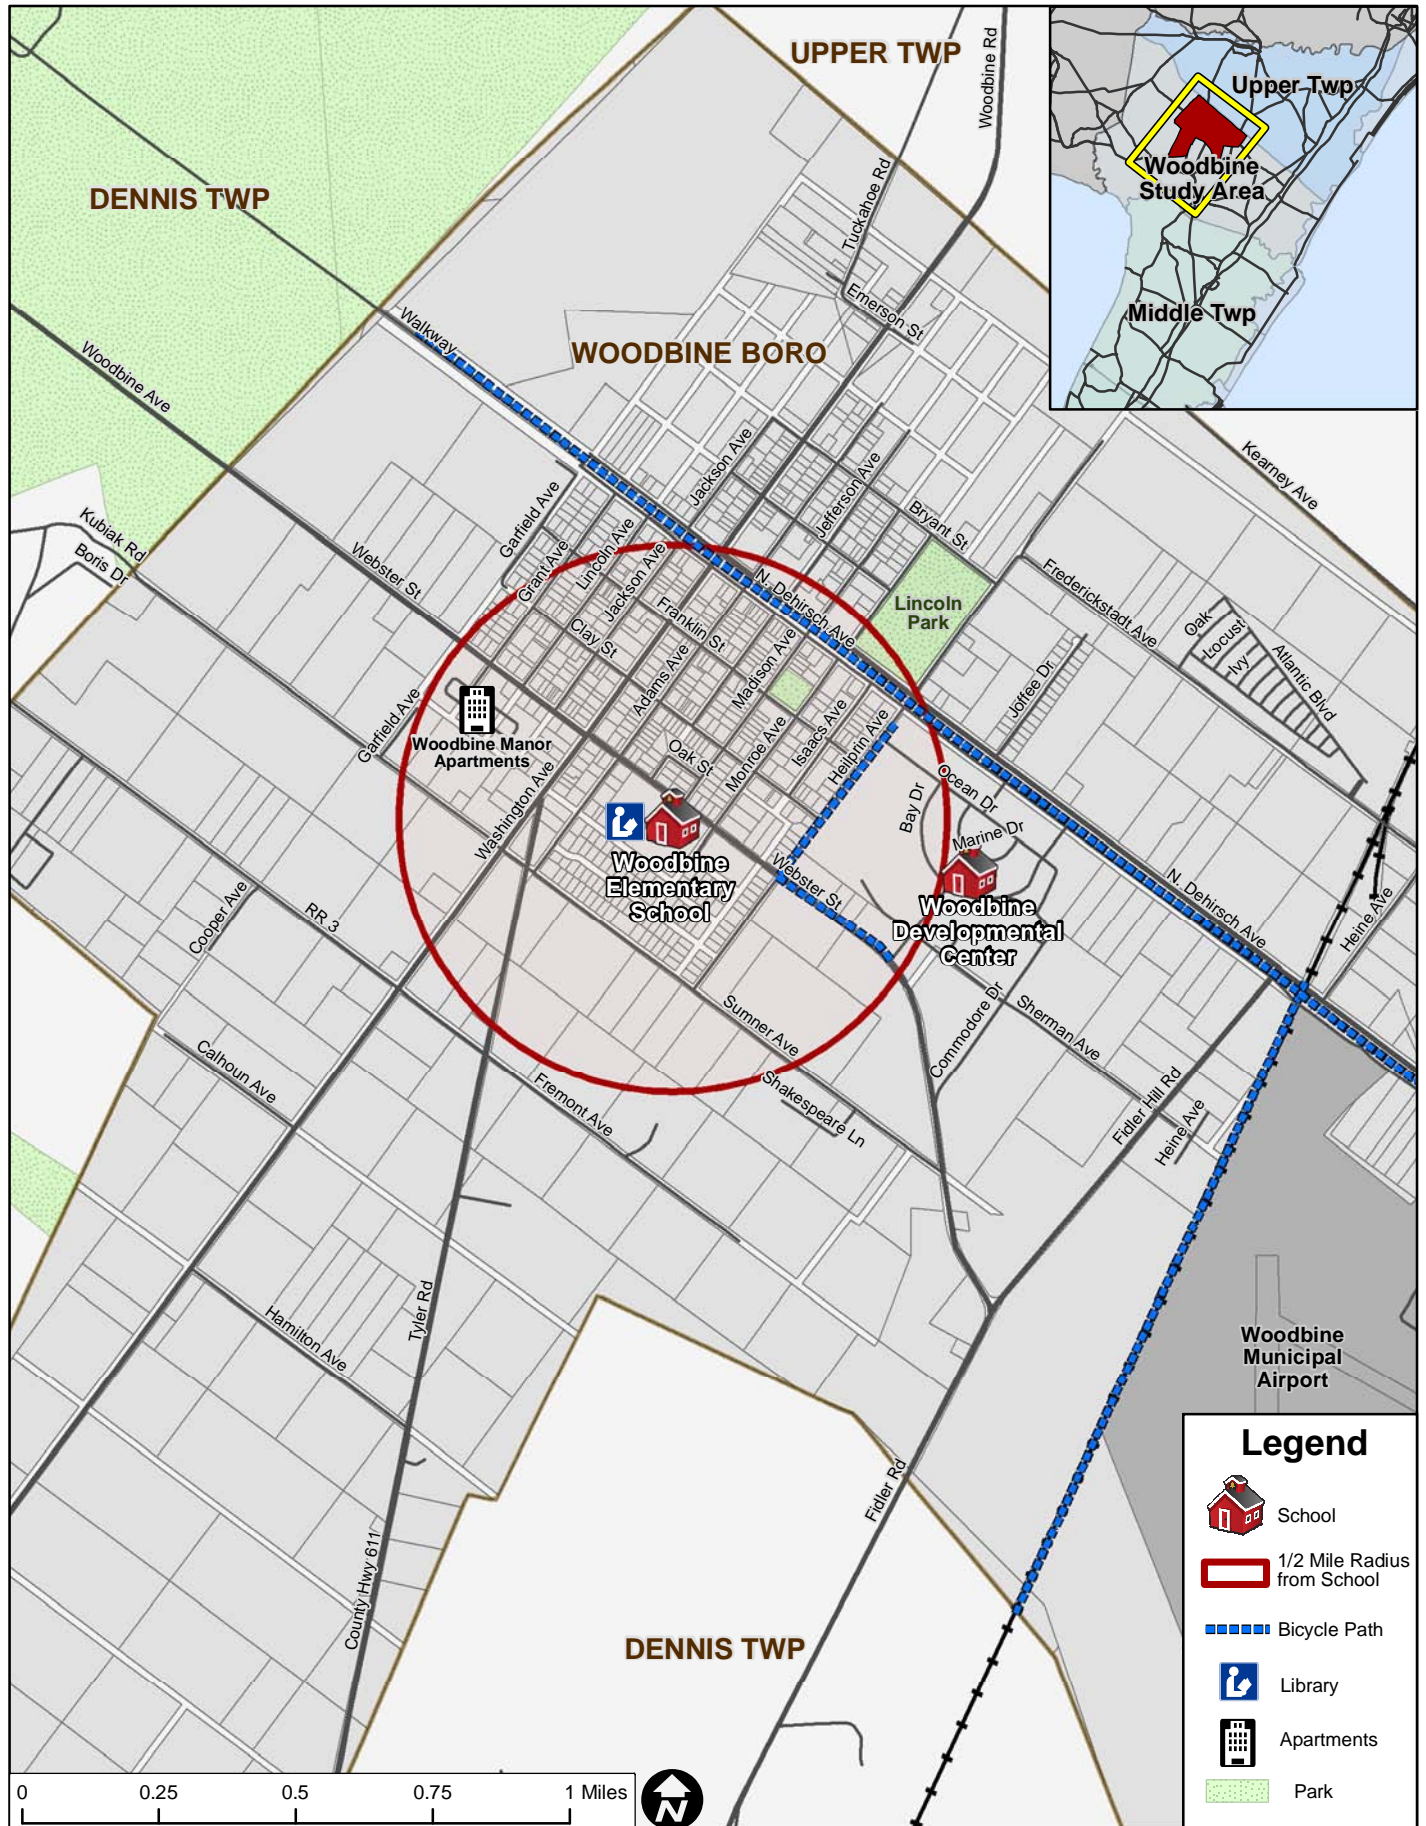 UPPER TWP
Woodbine Rd
Upper Twp
Woodbine
Study Area
Middle Twp
DENNIS TWP
Tuckahoe Rd
Emerson St
Walkway
WOODBINE BORO
Woodbine Ave
Kearney Ave
Jackson Ave
Jefferson Ave
Bryant St
Garfield Ave
Kubiak Rd
Boris Dr
Webster St
Grant Ave
Lincoln Ave
Jackson Ave
N. Dehirsch Ave
Franklin St
Clay St
Lincoln
Park
Frederickstadt Ave
Oak
Locust
Ivy
Atlantic Blvd
Adams Ave
Madison Ave
Joffee Dr
Garfield Ave
Woodbine Manor
Apartments
Oak St
Monroe Ave
Isaacs Ave
Heilprin Ave
Washington Ave
Ocean Dr
Bay Dr
Marine Dr
Woodbine
Elementary
School
Webster St
Woodbine
Developmental
Center
N. Dehirsch Ave
Heine Ave
Cooper Ave
RR 3
Sumner Ave
Commodore Dr
Sherman Ave
Calhoun Ave
Fremont Ave
Shakespeare Ln
Fidler Hill Rd
Heine Ave
Tyler Rd
Hamilton Ave
Woodbine
Municipal
Airport
Fidler Rd
County Hwy 611
DENNIS TWP
Legend
School
1/2 Mile Radius
from School
Bicycle Path
Library
Apartments
Park
0 0.25 0.5 0.75 1 Miles
N